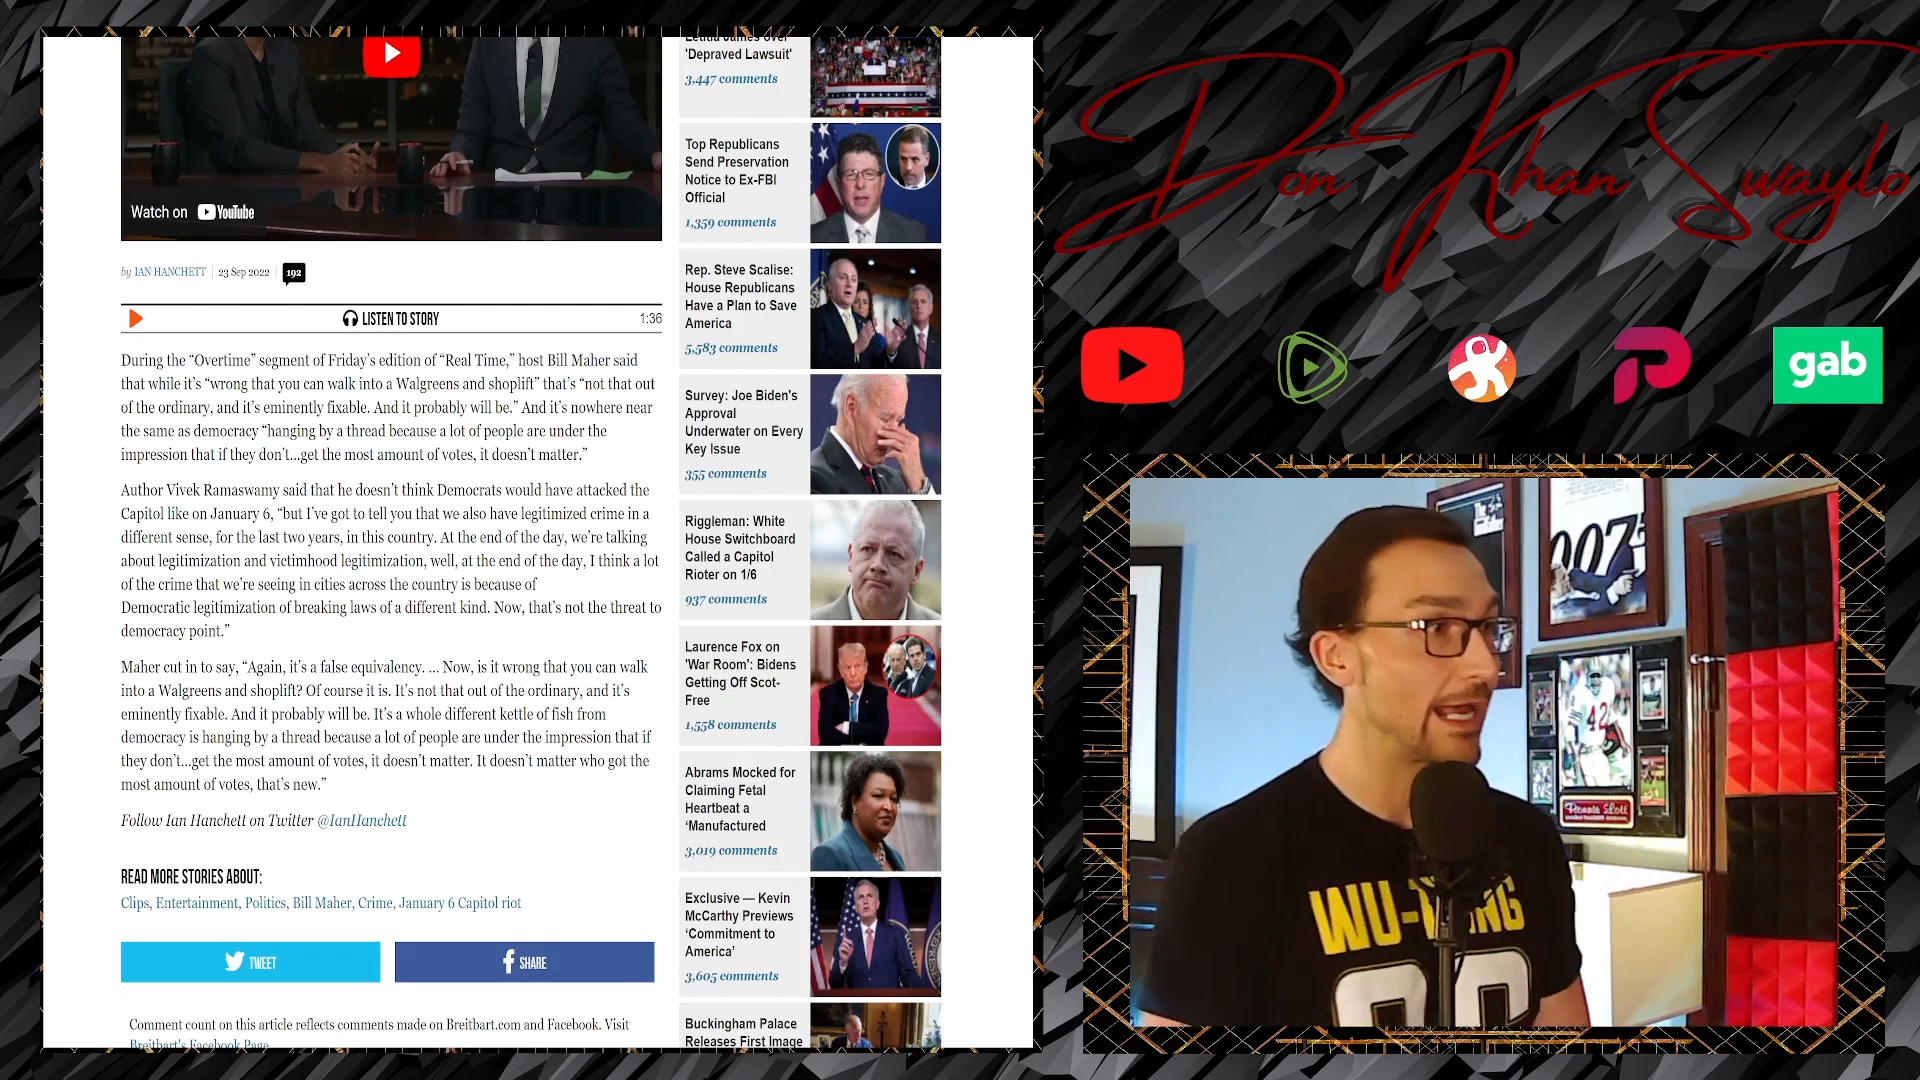 Watch on YouTube
by IAN HANCHETT | 23 Sep 2022 | 192
LISTEN TO STORY
1:36
During the “Overtime” segment of Friday’s edition of “Real Time,” host Bill Maher said
that while it’s “wrong that you can walk into a Walgreens and shoplift” that’s “not that out
of the ordinary, and it’s eminently fixable. And it probably will be.” And it’s nowhere near
the same as democracy “hanging by a thread because a lot of people are under the
impression that if they don’t...get the most amount of votes, it doesn’t matter.”
Author Vivek Ramaswamy said that he doesn’t think Democrats would have attacked the
Capitol like on January 6, “but I’ve got to tell you that we also have legitimized crime in a
different sense, for the last two years, in this country. At the end of the day, we’re talking
about legitimization and victimhood legitimization, well, at the end of the day, I think a lot
of the crime that we’re seeing in cities across the country is because of
Democratic legitimization of breaking laws of a different kind. Now, that’s not the threat to
democracy point.”
Maher cut in to say, “Again, it’s a false equivalency. ... Now, is it wrong that you can walk
into a Walgreens and shoplift? Of course it is. It’s not that out of the ordinary, and it’s
eminently fixable. And it probably will be. It’s a whole different kettle of fish from
democracy is hanging by a thread because a lot of people are under the impression that if
they don’t...get the most amount of votes, it doesn’t matter. It doesn’t matter who got the
most amount of votes, that’s new.”
Follow Ian Hanchett on Twitter @IanHanchett
READ MORE STORIES ABOUT:
Clips, Entertainment, Politics, Bill Maher, Crime, January 6 Capitol riot
TWEET
SHARE
Comment count on this article reflects comments made on Breitbart.com and Facebook. Visit
Breitbart's Facebook Page
Letitia James over
'Depraved Lawsuit'
3,447 comments
Top Republicans
Send Preservation
Notice to Ex-FBI
Official
1,359 comments
Rep. Steve Scalise:
House Republicans
Have a Plan to Save
America
5,583 comments
Survey: Joe Biden's
Approval
Underwater on Every
Key Issue
355 comments
Riggleman: White
House Switchboard
Called a Capitol
Rioter on 1/6
937 comments
Laurence Fox on
'War Room': Bidens
Getting Off Scot-
Free
1,558 comments
Abrams Mocked for
Claiming Fetal
Heartbeat a
‘Manufactured
3,019 comments
Exclusive — Kevin
McCarthy Previews
‘Commitment to
America’
3,605 comments
Buckingham Palace
Releases First Image
Don Khan Swaylo
gab
007
42
Ronnie Lott
WU-